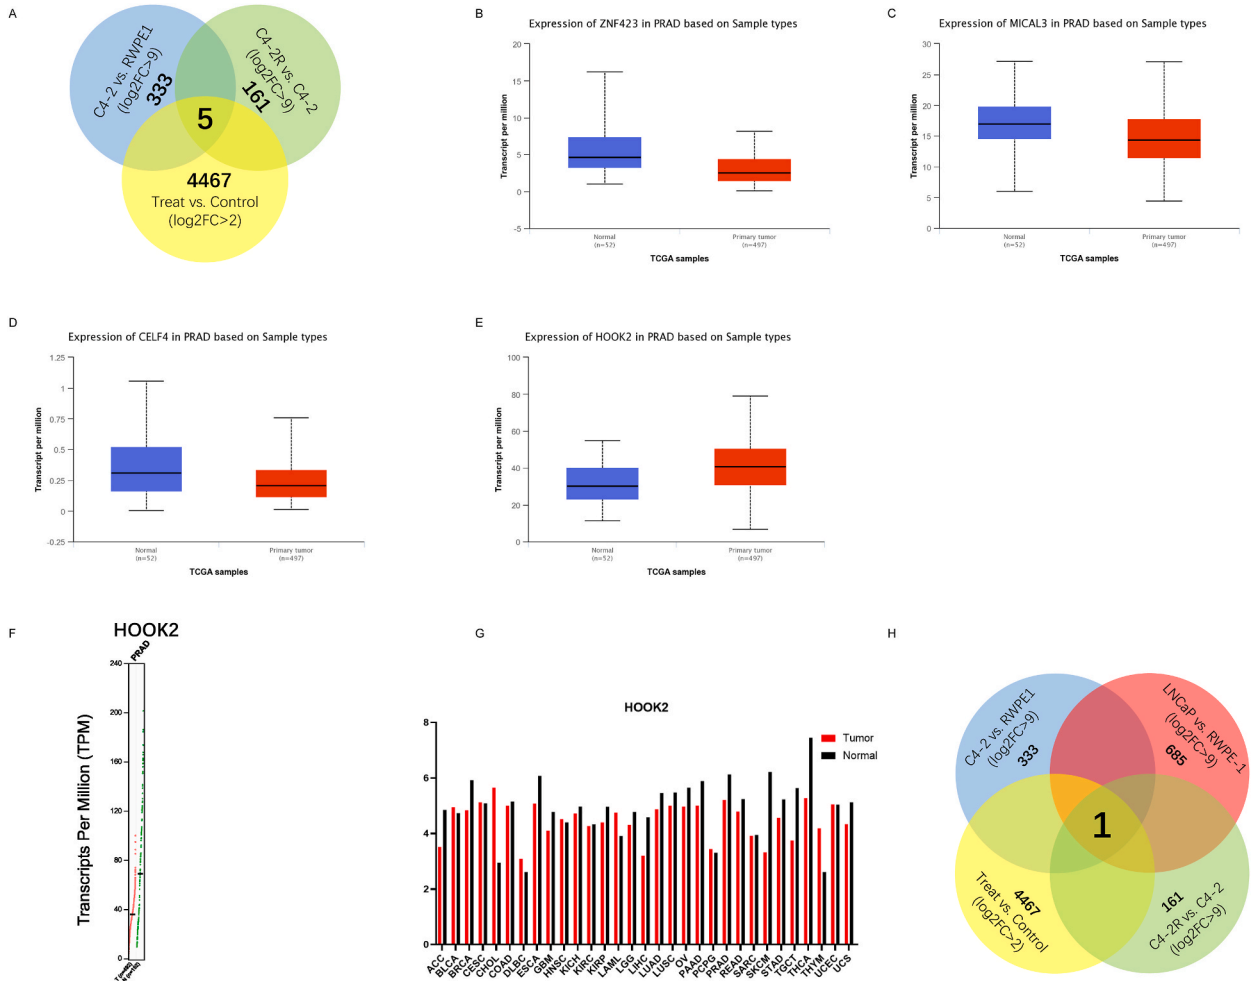 A
C4-2 vs. RWPE1
(log2FC>9)
333
C4-2R vs. C4-2
(log2FC>9)
161
5
4467
Treat vs. Control
(log2FC>2)
B
Expression of ZNF423 in PRAD based on Sample types
Transcript per million
20
15
10
5
0
-5
Normal
(n=52)
Primary tumor
(n=497)
TCGA samples
C
Expression of MICAL3 in PRAD based on Sample types
Transcript per million
30
25
20
15
10
5
0
Normal
(n=52)
Primary tumor
(n=497)
TCGA samples
D
Expression of CELF4 in PRAD based on Sample types
Transcript per million
1.25
1
0.75
0.5
0.25
0
-0.25
Normal
(n=52)
Primary tumor
(n=497)
TCGA samples
E
Expression of HOOK2 in PRAD based on Sample types
Transcript per million
100
80
60
40
20
0
Normal
(n=52)
Primary tumor
(n=497)
TCGA samples
F
HOOK2
PRAD
Transcripts Per Million (TPM)
240
200
160
120
80
40
0
G
HOOK2
8
6
4
2
0
Tumor
Normal
ACC
BLCA
BRCA
CESC
CHOL
COAD
DLBC
ESCA
GBM
HNSC
KICH
KIRC
KIRP
LAML
LGG
LIHC
LUAD
LUSC
OV
PAAD
PCPG
PRAD
READ
SARC
SKCM
STAD
TGCT
THCA
THYM
UCEC
UCS
H
C4-2 vs. RWPE1
(log2FC>9)
333
LNCaP vs. RWPE-1
(log2FC>9)
685
1
4467
Treat vs. Control
(log2FC>2)
161
C4-2R vs. C4-2
(log2FC>9)